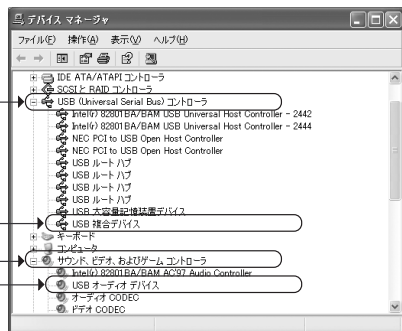 デバイス マネージャ
ファイル(F) 操作(A) 表示(V) ヘルプ(H)
IDE ATA/ATAPI コントローラ
SCSI と RAID コントローラ
USB (Universal Serial Bus) コントローラ
Intel(r) 82801BA/BAM USB Universal Host Controller - 2442
Intel(r) 82801BA/BAM USB Universal Host Controller - 2444
NEC PCI to USB Open Host Controller
NEC PCI to USB Open Host Controller
USB ルート ハブ
USB ルート ハブ
USB ルート ハブ
USB ルート ハブ
USB 大容量記憶装置デバイス
USB 複合デバイス
キーボード
コンピュータ
サウンド、ビデオ、およびゲーム コントローラ
Intel(r) 82801BA/BAM AC'97 Audio Controller
USB オーディオ デバイス
オーディオ CODEC
ビデオ CODEC